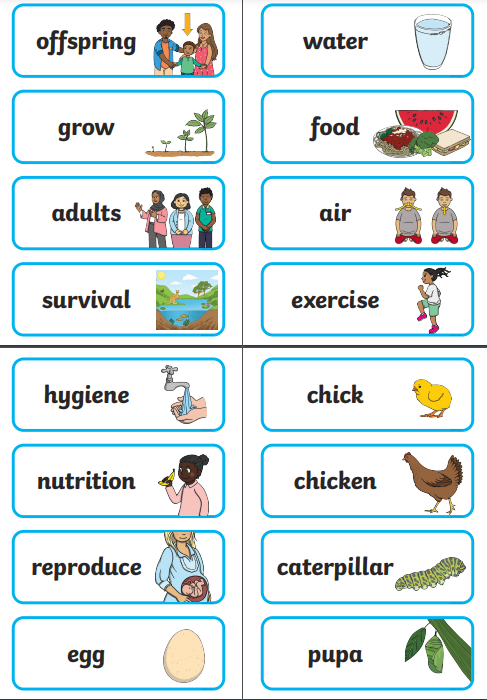 offspring
grow
adults
survival
water
food
air
exercise
hygiene
nutrition
reproduce
egg
chick
chicken
caterpillar
pupa